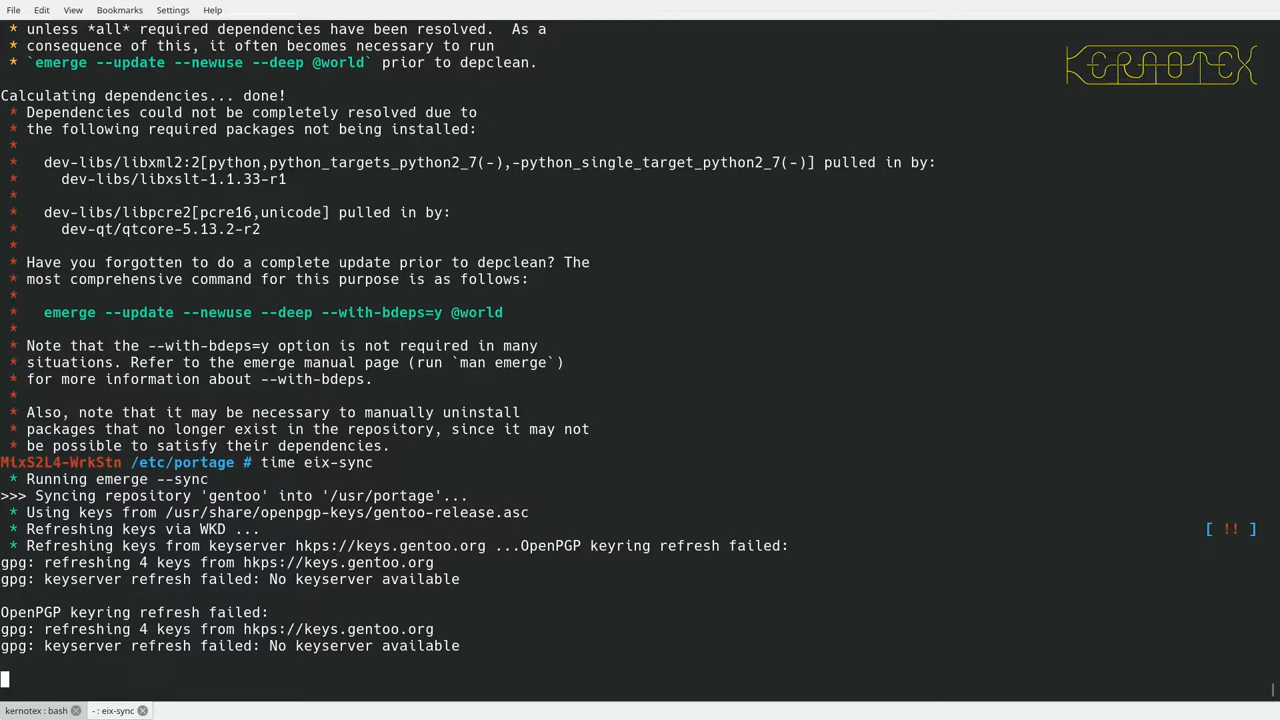 File Edit View Bookmarks Settings Help
* unless *all* required dependencies have been resolved.  As a
* consequence of this, it often becomes necessary to run
* `emerge --update --newuse --deep @world` prior to depclean.
KERNOTEX
Calculating dependencies... done!
* Dependencies could not be completely resolved due to
* the following required packages not being installed:
*
*   dev-libs/libxml2:2[python,python_targets_python2_7(-),-python_single_target_python2_7(-)] pulled in by:
*     dev-libs/libxslt-1.1.33-r1
*
*   dev-libs/libpcre2[pcre16,unicode] pulled in by:
*     dev-qt/qtcore-5.13.2-r2
*
* Have you forgotten to do a complete update prior to depclean? The
* most comprehensive command for this purpose is as follows:
*
*   emerge --update --newuse --deep --with-bdeps=y @world
*
* Note that the --with-bdeps=y option is not required in many
* situations. Refer to the emerge manual page (run `man emerge`)
* for more information about --with-bdeps.
*
* Also, note that it may be necessary to manually uninstall
* packages that no longer exist in the repository, since it may not
* be possible to satisfy their dependencies.
MixS2L4-WrkStn /etc/portage # time eix-sync
* Running emerge --sync
>>> Syncing repository 'gentoo' into '/usr/portage'...
* Using keys from /usr/share/openpgp-keys/gentoo-release.asc
* Refreshing keys via WKD ... [ !! ]
* Refreshing keys from keyserver hkps://keys.gentoo.org ...OpenPGP keyring refresh failed:
gpg: refreshing 4 keys from hkps://keys.gentoo.org
gpg: keyserver refresh failed: No keyserver available
OpenPGP keyring refresh failed:
gpg: refreshing 4 keys from hkps://keys.gentoo.org
gpg: keyserver refresh failed: No keyserver available
kernotex : bash - : eix-sync